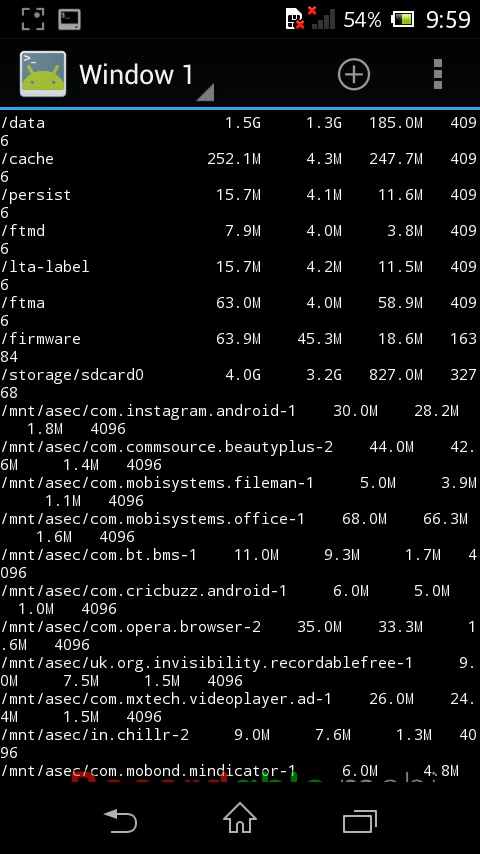 54% 9:59
>_ Window 1
/data 1.5G 1.3G 185.0M 409
6
/cache 252.1M 4.3M 247.7M 409
6
/persist 15.7M 4.1M 11.6M 409
6
/ftmd 7.9M 4.0M 3.8M 409
6
/lta-label 15.7M 4.2M 11.5M 409
6
/ftma 63.0M 4.0M 58.9M 409
6
/firmware 63.9M 45.3M 18.6M 163
84
/storage/sdcard0 4.0G 3.2G 827.0M 327
68
/mnt/asec/com.instagram.android-1 30.0M 28.2M
1.8M 4096
/mnt/asec/com.commsource.beautyplus-2 44.0M 42.
6M 1.4M 4096
/mnt/asec/com.mobisystems.fileman-1 5.0M 3.9M
1.1M 4096
/mnt/asec/com.mobisystems.office-1 68.0M 66.3M
1.6M 4096
/mnt/asec/com.bt.bms-1 11.0M 9.3M 1.7M 4
096
/mnt/asec/com.cricbuzz.android-1 6.0M 5.0M
1.0M 4096
/mnt/asec/com.opera.browser-2 35.0M 33.3M 1
.6M 4096
/mnt/asec/uk.org.invisibility.recordablefree-1 9.
0M 7.5M 1.5M 4096
/mnt/asec/com.mxtech.videoplayer.ad-1 26.0M 24.
4M 1.5M 4096
/mnt/asec/in.chillr-2 9.0M 7.6M 1.3M 40
96
/mnt/asec/com.mobond.mindicator-1 6.0M 4.8M